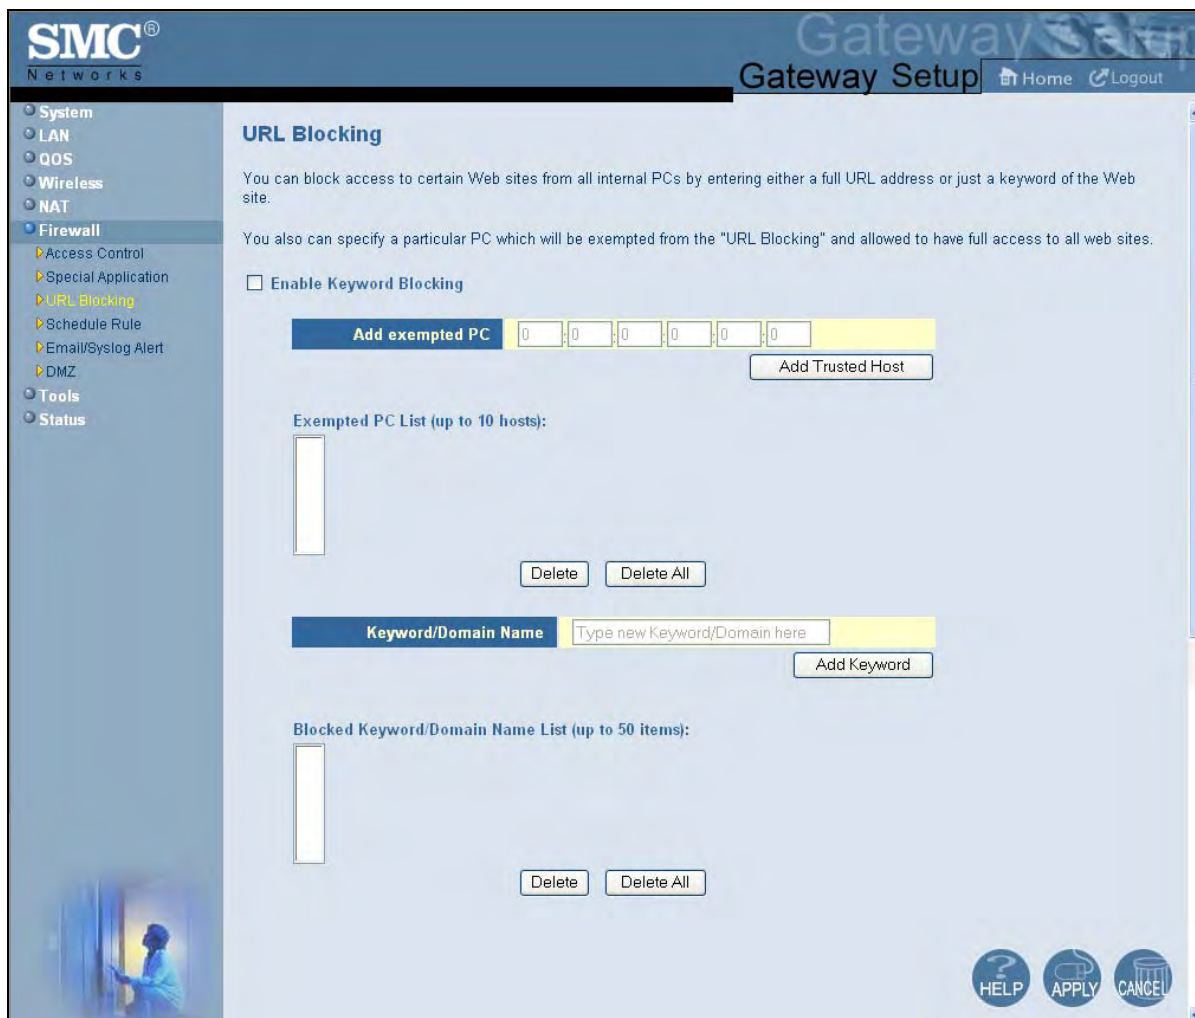 SMC®
Networks
Gateway Setup
Gateway Setup
Home
Logout
System
LAN
QOS
Wireless
NAT
Firewall
Access Control
Special Application
URL Blocking
Schedule Rule
Email/Syslog Alert
DMZ
Tools
Status
URL Blocking
You can block access to certain Web sites from all internal PCs by entering either a full URL address or just a keyword of the Web
site.
You also can specify a particular PC which will be exempted from the "URL Blocking" and allowed to have full access to all web sites.
Enable Keyword Blocking
Add exempted PC 0 :0 :0 :0 :0 :0
Add Trusted Host
Exempted PC List (up to 10 hosts):
Delete Delete All
Keyword/Domain Name Type new Keyword/Domain here
Add Keyword
Blocked Keyword/Domain Name List (up to 50 items):
Delete Delete All
HELP APPLY CANCEL